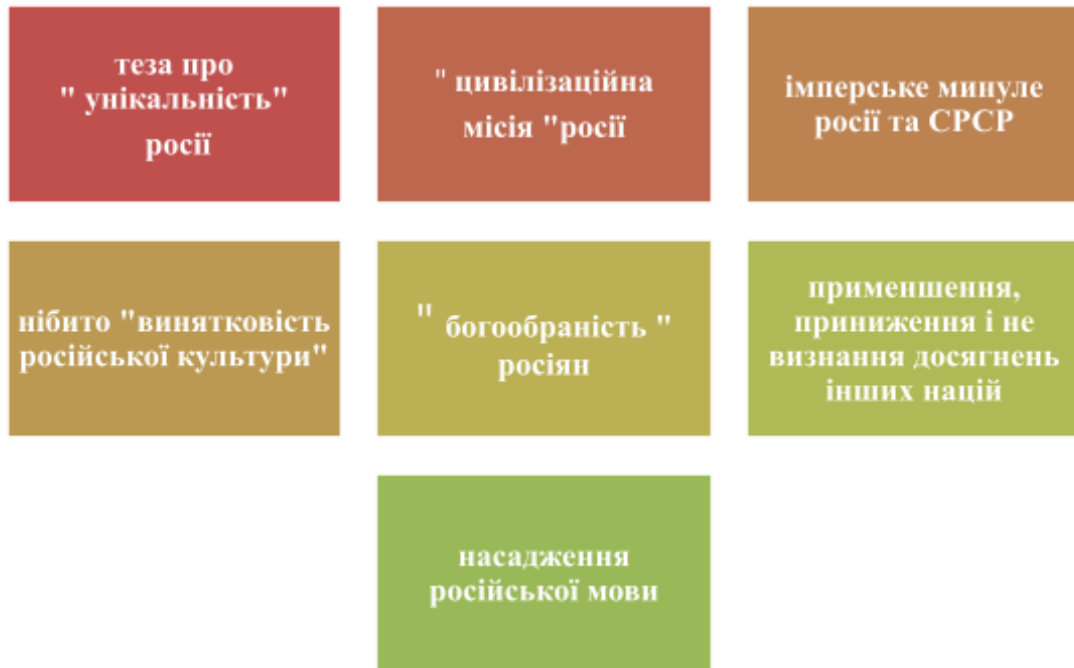 теза про
" унікальність"
росії
" цивілізаційна
місія "росії
імперське минуле
росії та СРСР
нібито "винятковість
російської культури"
" богообраність "
росіян
применшення,
приниження і не
визнання досягнень
інших націй
насадження
російської мови